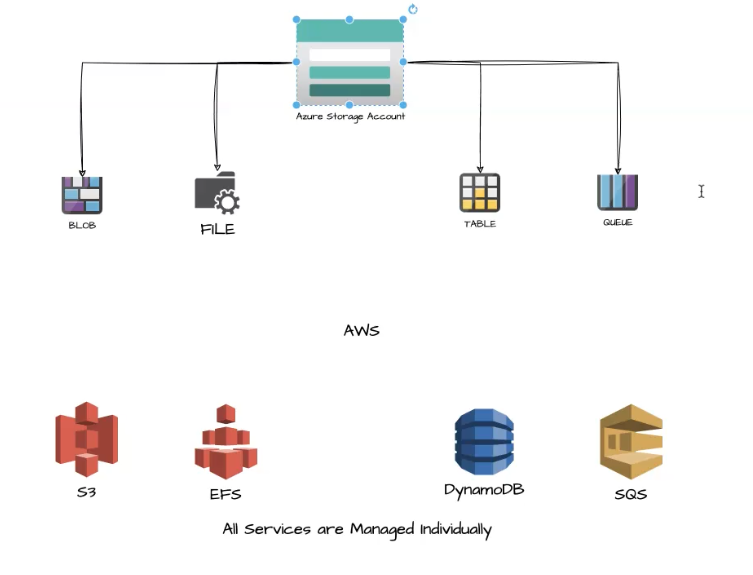 Azure Storage Account
BLOB
FILE
TABLE
QUEUE
AWS
S3
EFS
DynamoDB
SQS
All Services are Managed Individually